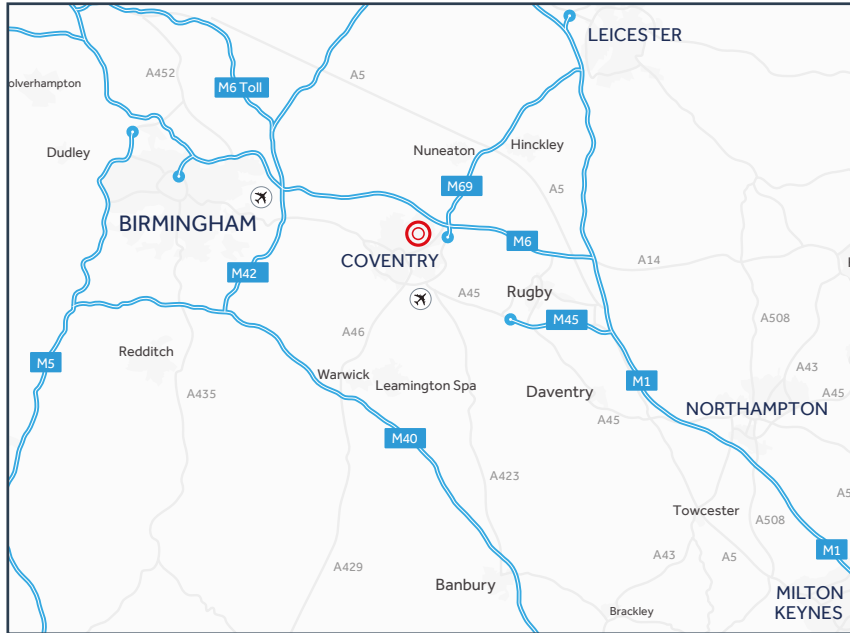 LEICESTER
A452
A5
olverhampton
M6 Toll
Dudley
Nuneaton
Hinckley
M69
A5
BIRMINGHAM
M6
COVENTRY
A14
M42
A45
Rugby
A508
M45
A46
Redditch
M5
A43
Warwick
Leamington Spa
M1
A435
Daventry
A45
NORTHAMPTON
A45
M40
A423
A5
Towcester
A508
M1
A43
A5
A429
Banbury
MILTON
KEYNES
Brackley